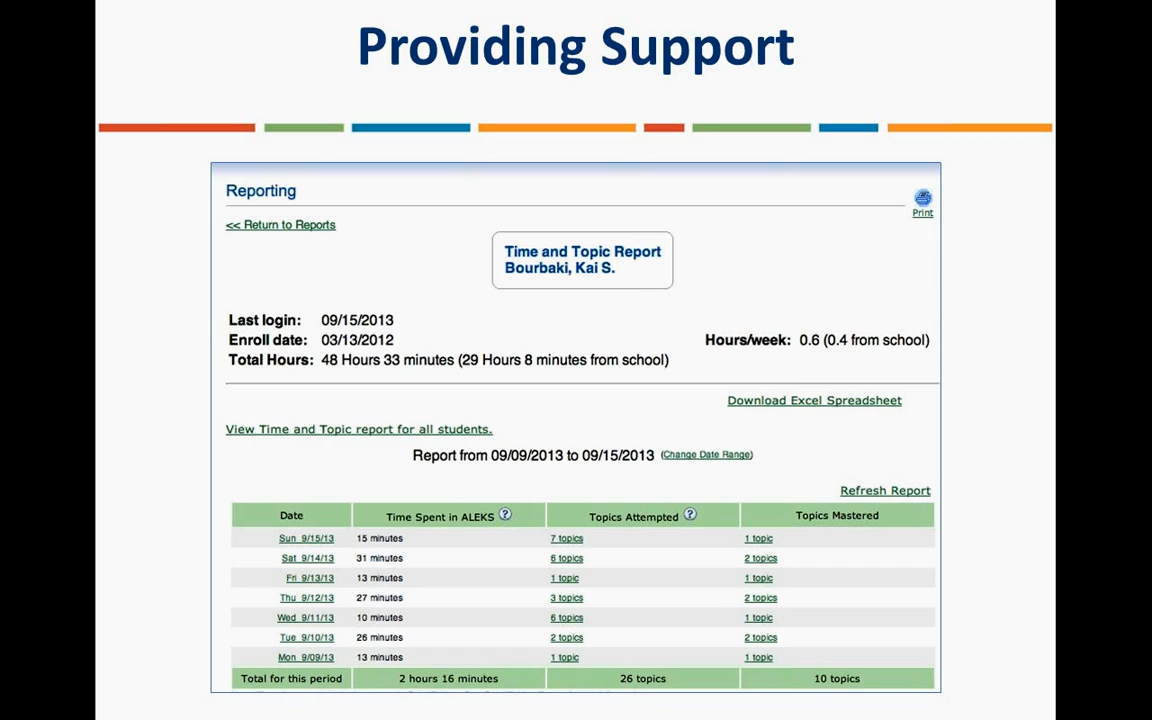 Providing Support
Reporting
Print
<< Return to Reports
Time and Topic Report
Bourbaki, Kai S.
Last login: 09/15/2013
Enroll date: 03/13/2012
Hours/week: 0.6 (0.4 from school)
Total Hours: 48 Hours 33 minutes (29 Hours 8 minutes from school)
Download Excel Spreadsheet
View Time and Topic report for all students.
Report from 09/09/2013 to 09/15/2013 (Change Date Range)
Refresh Report
Date Time Spent in ALEKS ? Topics Attempted ? Topics Mastered
Sun 9/15/13 15 minutes 7 topics 1 topic
Sat 9/14/13 31 minutes 6 topics 2 topics
Fri 9/13/13 13 minutes 1 topic 1 topic
Thu 9/12/13 27 minutes 3 topics 2 topics
Wed 9/11/13 10 minutes 6 topics 1 topic
Tue 9/10/13 26 minutes 2 topics 2 topics
Mon 9/09/13 13 minutes 1 topic 1 topic
Total for this period 2 hours 16 minutes 26 topics 10 topics